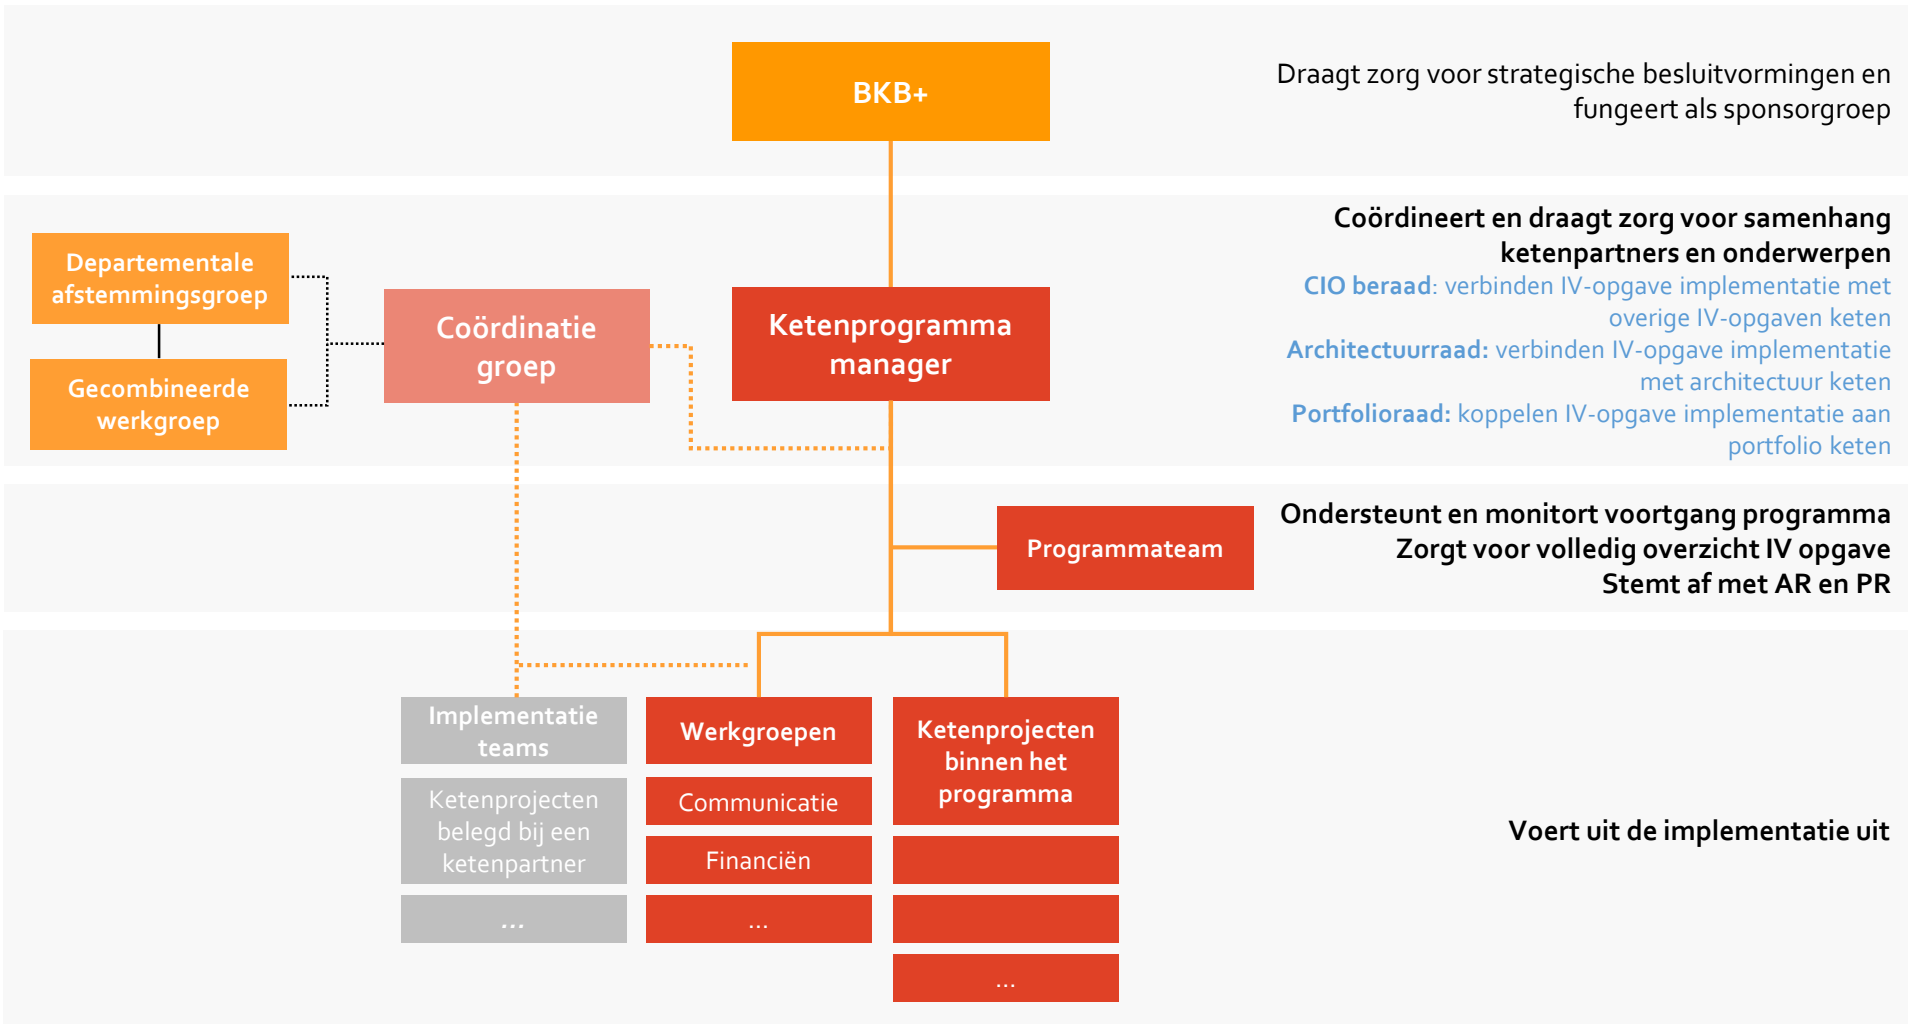 BKB+
Draagt zorg voor strategische besluitvormingen en
fungeert als sponsorgroep
Departementale
afstemmingsgroep
Gecombineerde
werkgroep
Coördinatie
groep
Ketenprogramma
manager
Coördineert en draagt zorg voor samenhang
ketenpartners en onderwerpen
CIO beraad: verbinden IV-opgave implementatie met
overige IV-opgaven keten
Architectuurraad: verbinden IV-opgave implementatie
met architectuur keten
Portfolioraad: koppelen IV-opgave implementatie aan
portfolio keten
Programmateam
Ondersteunt en monitort voortgang programma
Zorgt voor volledig overzicht IV opgave
Stemt af met AR en PR
Implementatie
teams
Ketenprojecten
belegd bij een
ketenpartner
...
Werkgroepen
Communicatie
Financiën
...
Ketenprojecten
binnen het
programma
...
Voert uit de implementatie uit